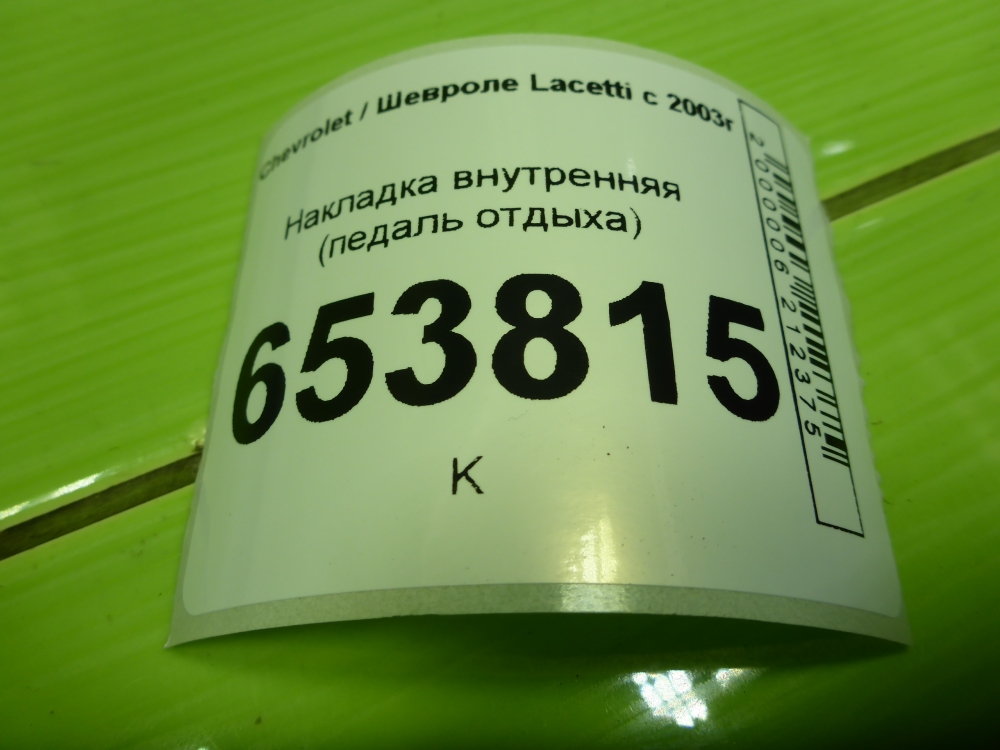 Chevrolet / Шевроле Lacetti с 2003г
Накладка внутренняя
(педаль отдыха)
653815
К
2000006212375